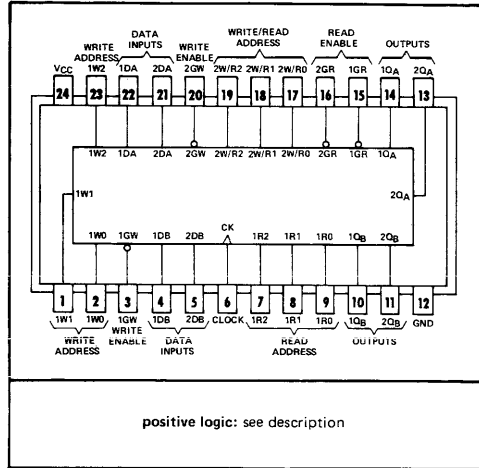 DATA
WRITE INPUTS WRITE WRITE/READ READ
ADDRESS ENABLE ADDRESS ENABLE OUTPUTS
VCC 1W2 1DA 2DA 2GW 2W/R2 2W/R1 2W/R0 2GR 1GR 1QA 2QA
24 23 22 21 20 19 18 17 16 15 14 13
1W2 1DA 2DA 2W/R2 2W/R1 2W/R0 2GR 1QA
1W1 2QA
CK
1W0 1GW 1DB 2DB 1R2 1R1 1R0 1QB 2QB
1 2 3 4 5 6 7 8 9 10 11 12
1W1 1W0 1GW 1DB 2DB CLOCK 1R2 1R1 1R0 1QB 2QB GND
WRITE WRITE DATA READ OUTPUTS
ADDRESS ENABLE INPUTS ADDRESS
positive logic: see description